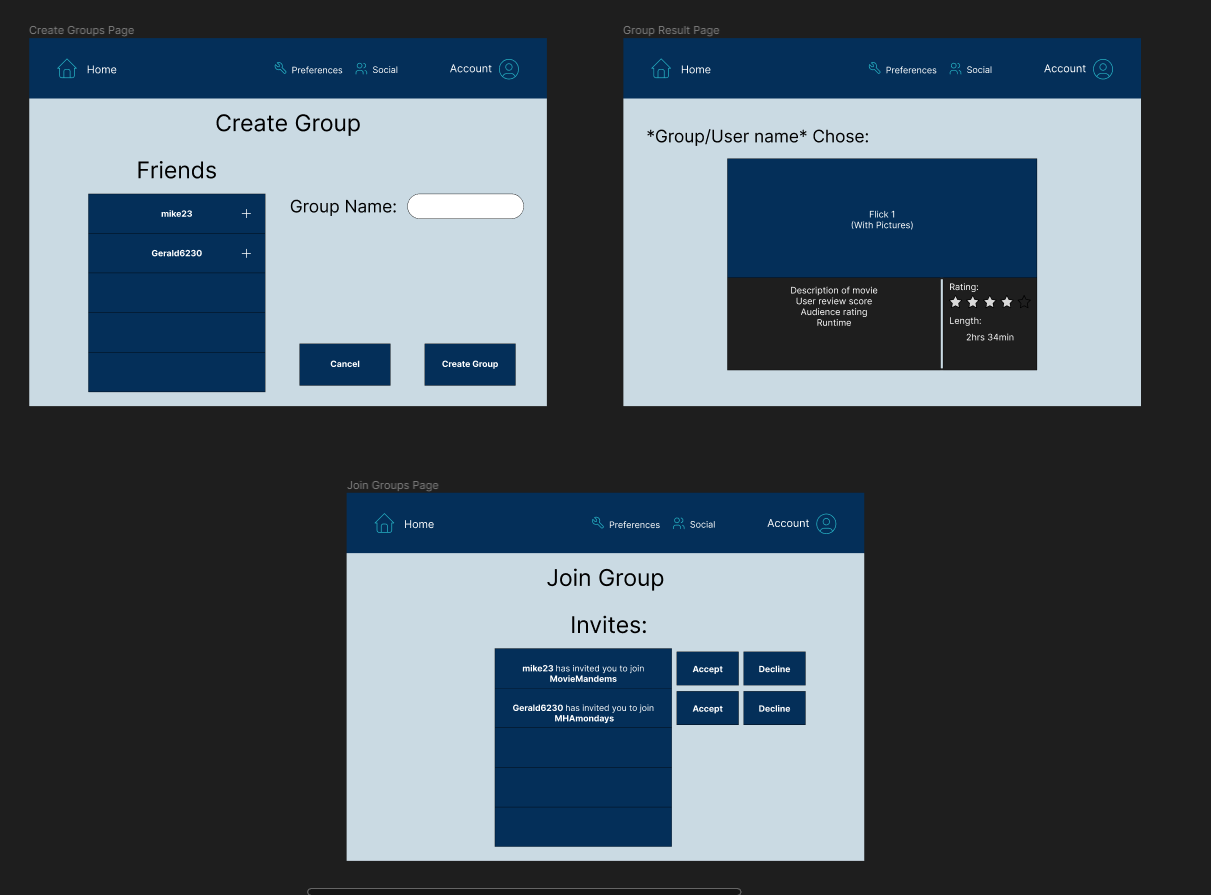 Create Groups Page
Home
Preferences
Social
Account
Create Group
Friends
mike23
Gerald6230
Group Name:
Cancel
Create Group
Group Result Page
Home
Preferences
Social
Account
*Group/User name* Chose:
Flick 1
(With Pictures)
Description of movie
User review score
Audience rating
Runtime
Rating:
Length:
2hrs 34min
Join Groups Page
Home
Preferences
Social
Account
Join Group
Invites:
mike23 has invited you to join
MovieMandems
Accept
Decline
Gerald6230 has invited you to join
MHAmondays
Accept
Decline